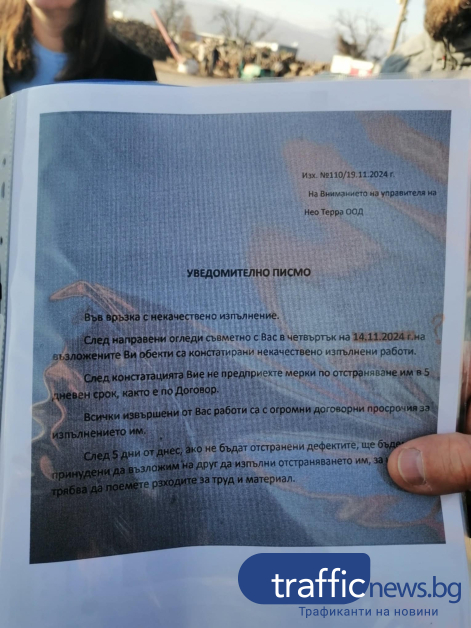 Изх. №110/19.11.2024 г.
На Вниманието на управителя на
Нео Терра ООД
УВЕДОМИТЕЛНО ПИСМО
Във връзка с некачествено изпълнение.
След направени огледи съвместно с Вас в четвъртък на 14.11.2024 г.на
възложените Ви обекти са констатирани некачествено изпълнени работи.
След констатацията Вие не предприехте мерки по отстраняване им в 5
дневен срок, както е по Договор.
Всички извършени от Вас работи са с огромни договорни просрочия за
изпълнението им.
След 5 дни от днес, ако не бъдат отстранени дефектите, ще
принудени да възложим на друг да изпълни отстраняването им, за
трябва да поемете рзходите за труд и материал.
trafficnews.bg
Трафиканти на новини